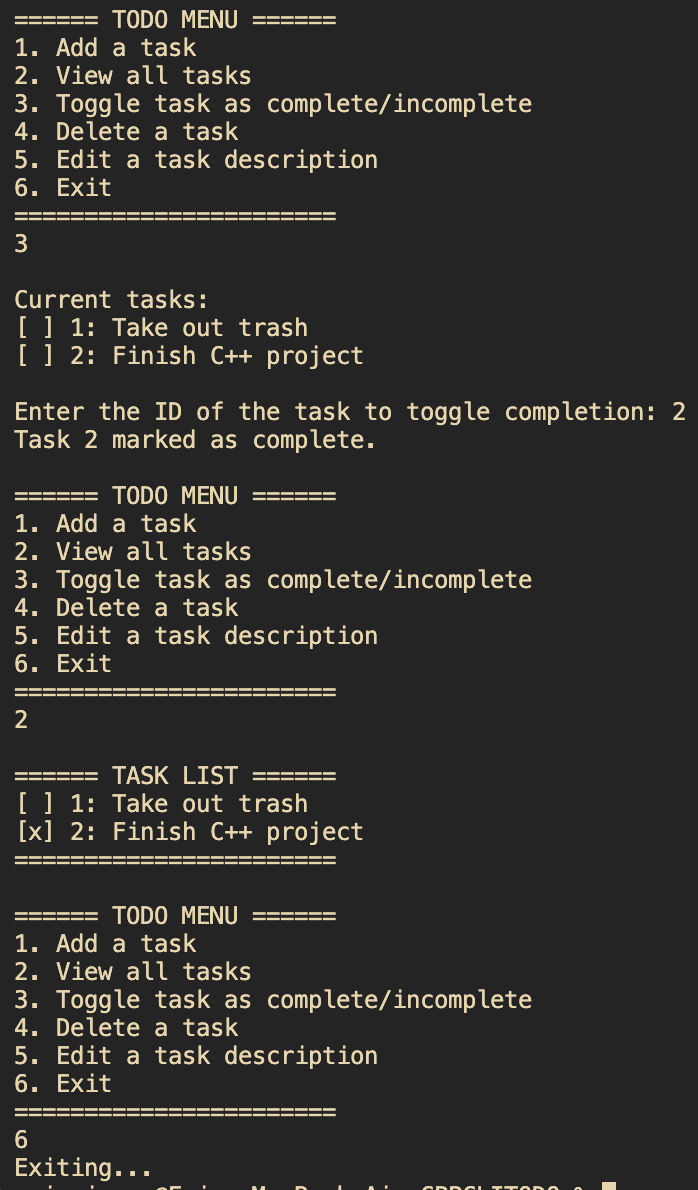 ====== TODO MENU ======
1. Add a task
2. View all tasks
3. Toggle task as complete/incomplete
4. Delete a task
5. Edit a task description
6. Exit
=======================
3
Current tasks:
[ ] 1: Take out trash
[ ] 2: Finish C++ project
Enter the ID of the task to toggle completion: 2
Task 2 marked as complete.
====== TODO MENU ======
1. Add a task
2. View all tasks
3. Toggle task as complete/incomplete
4. Delete a task
5. Edit a task description
6. Exit
=======================
2
====== TASK LIST ======
[ ] 1: Take out trash
[x] 2: Finish C++ project
=======================
====== TODO MENU ======
1. Add a task
2. View all tasks
3. Toggle task as complete/incomplete
4. Delete a task
5. Edit a task description
6. Exit
=======================
6
Exiting...